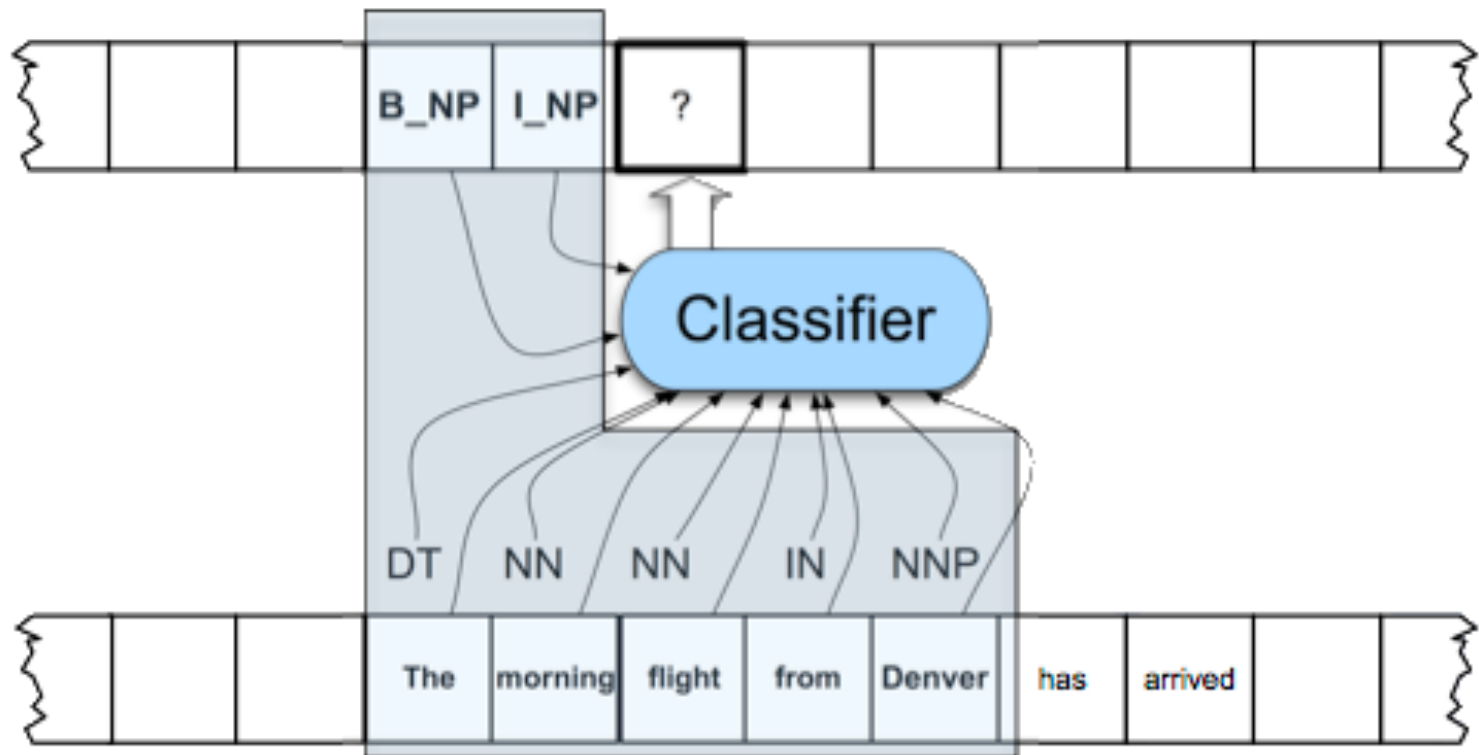 B_NP I_NP ?
Classifier
DT NN NN IN NNP
The morning flight from Denver has arrived